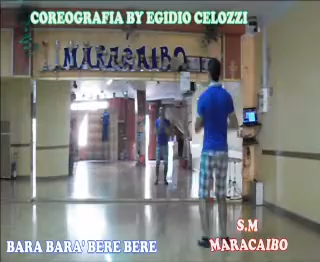 COREOGRAFIA BY EGIDIO CELOZZI
MARACAIBO
S.M
MARACAIBO
BARA BARA' BERE BERE